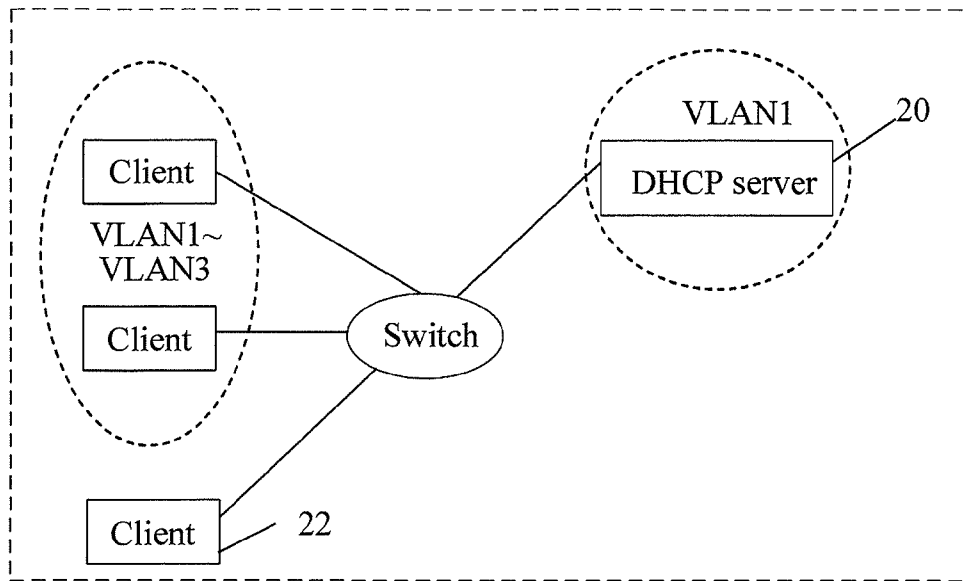 VLAN1
20
DHCP server
Client
VLAN1~
VLAN3
Client
Switch
Client
22